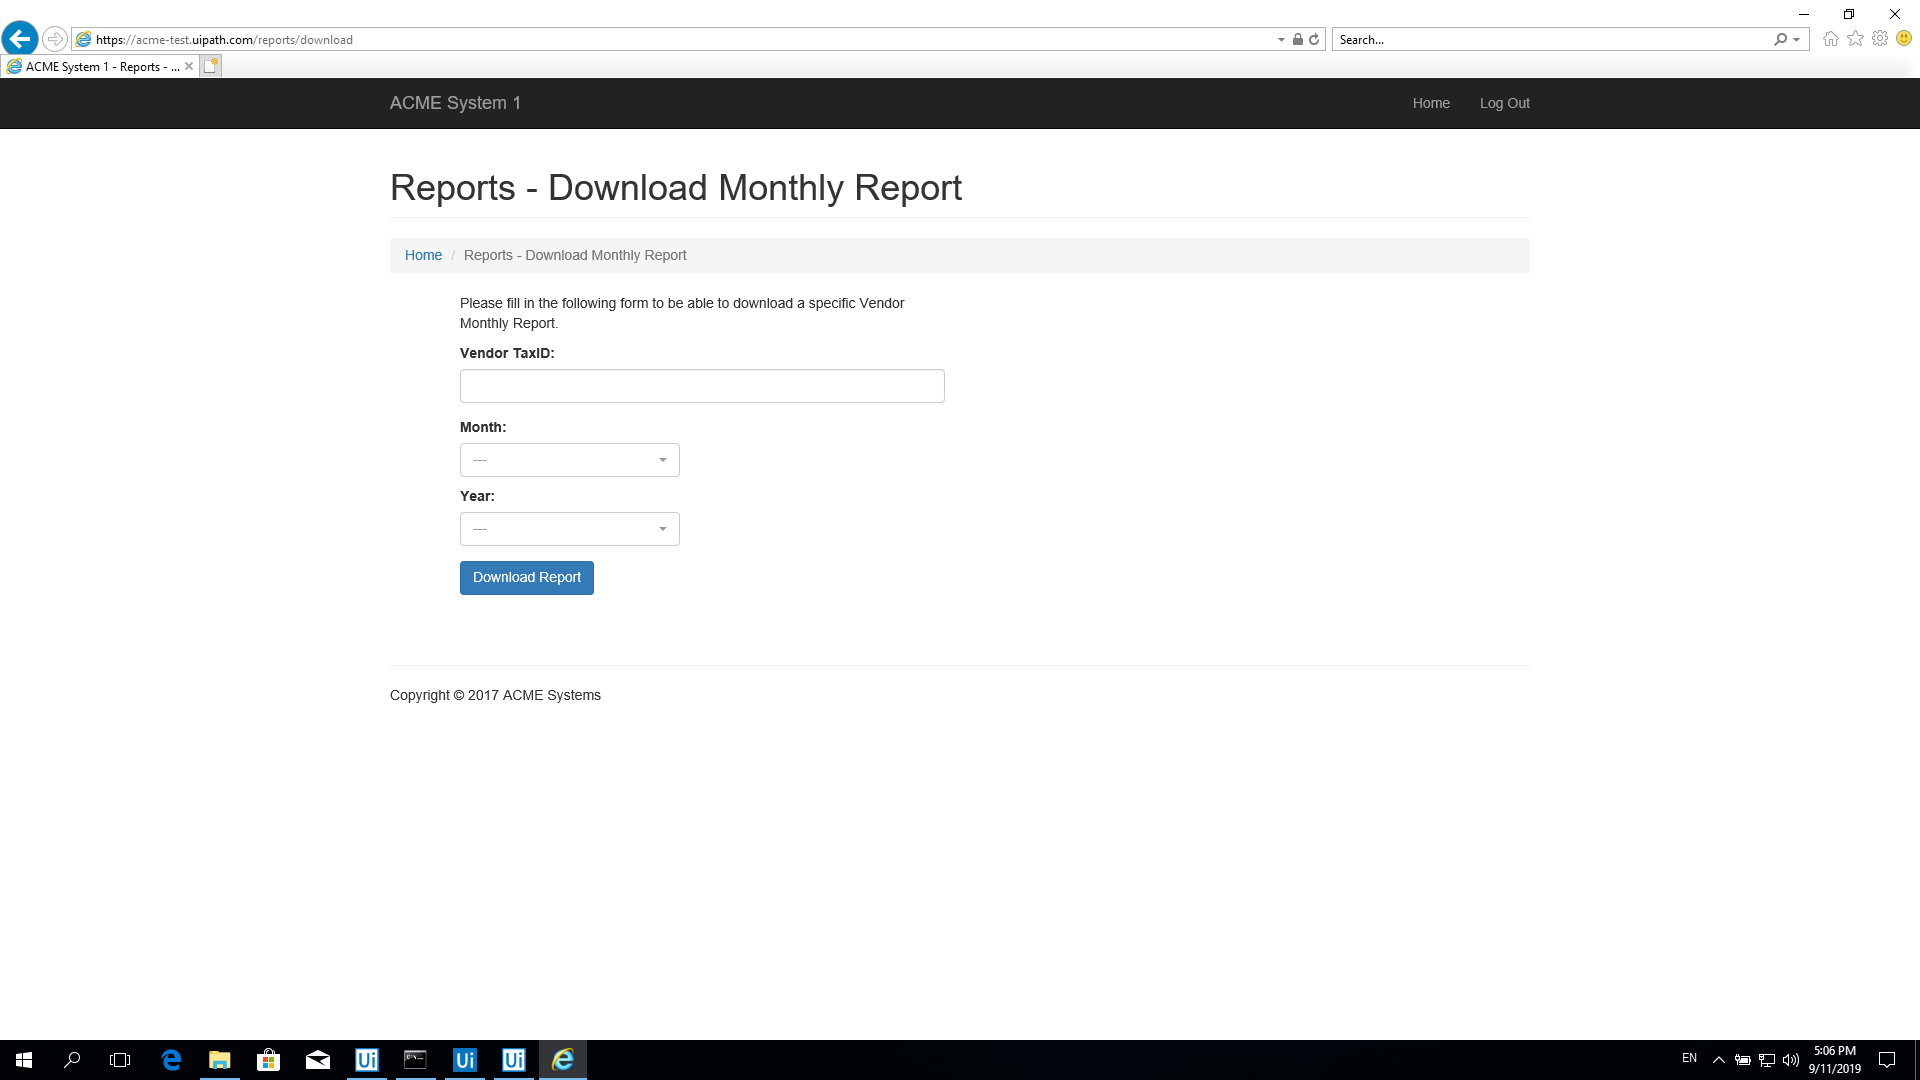 https://acme-test.uipath.com/reports/download
Search...
ACME System 1 - Reports - ...
ACME System 1
Home
Log Out
Reports - Download Monthly Report
Home / Reports - Download Monthly Report
Please fill in the following form to be able to download a specific Vendor
Monthly Report.
Vendor TaxID:
Month:
---
Year:
---
Download Report
Copyright © 2017 ACME Systems
Ui
C:\_
Ui
Ui
EN
5:06 PM
9/11/2019